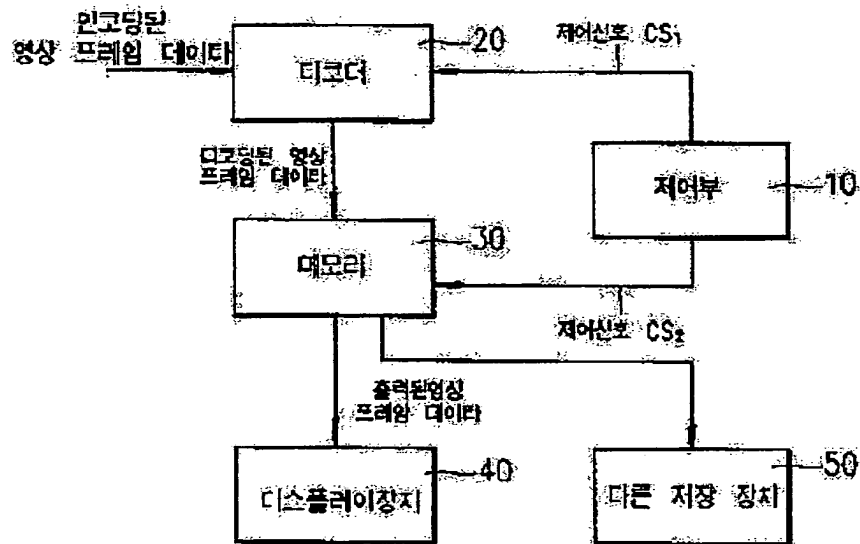 인코딩된
영상 프레임 데이타
20
제어신호 CS₁
디코더
디코딩된 영상
프레임 데이타
제어부
10
30
메모리
제어신호 CS₂
출력된영상
프레임 데이타
40
50
디스플레이장치
다른 저장 장치